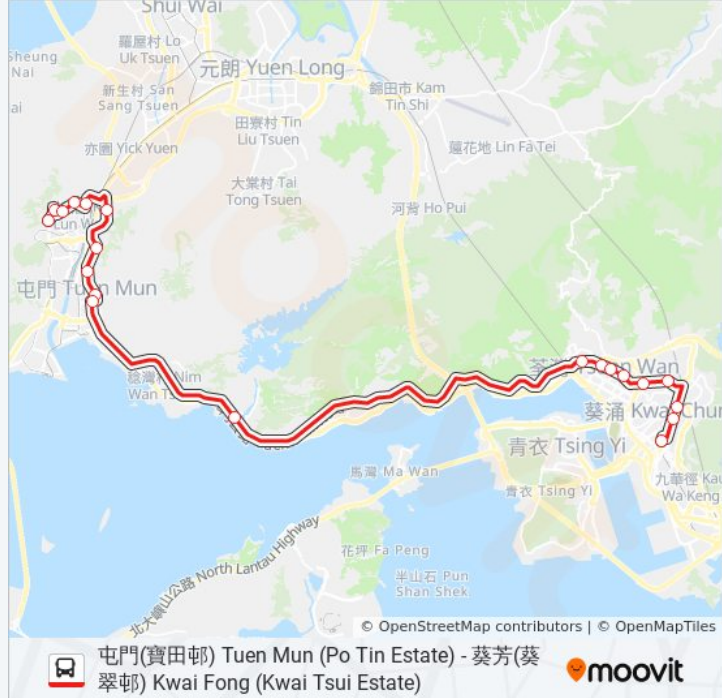 Shui Wai
羅屋村 Lo
Uk Tsuen
Sheung
Nai
元朗 Yuen Long
新生村 San
Sang Tsuen
錦田市 Kam
Tin Shi
田寮村 Tin
Liu Tsuen
蓮花地 Lin Fa Tei
亦園 Yick Yuen
大棠村 Tai
Tong Tsuen
河背 Ho Pui
Lun
屯門 Tuen Mun
Nim
Wan
Wan
葵涌 Kwai Chung
青衣 Tsing Yi
馬灣 Ma Wan
九華徑 Kau
Wa Keng
青衣 Tsing Yi
花坪 Fa Peng
半山石 Pun
Shan Shek
北大嶼山公路 North Lantau Highway
© OpenStreetMap contributors | © OpenMapTiles
屯門(寶田邨) Tuen Mun (Po Tin Estate) - 葵芳(葵
翠邨) Kwai Fong (Kwai Tsui Estate)
moovit